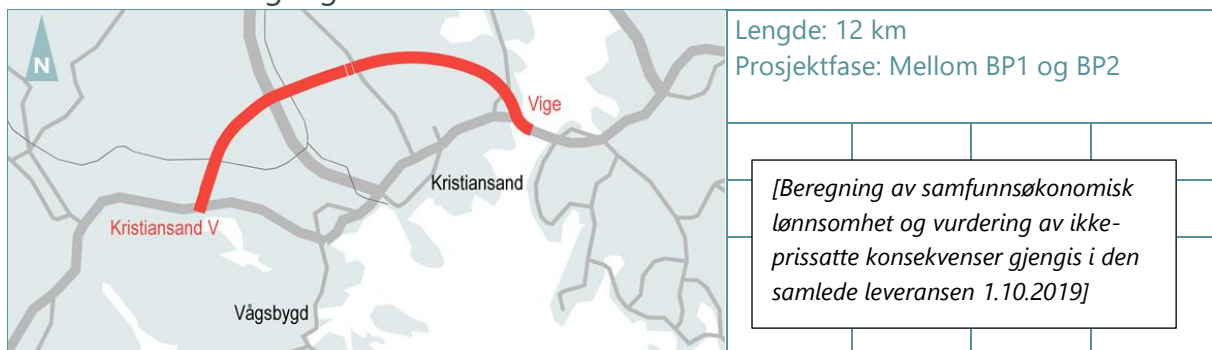 N
Vige
Kristiansand
Kristiansand V
Vågsbygd
Lengde: 12 km
Prosjektfase: Mellom BP1 og BP2
[Beregning av samfunnsøkonomisk
lønnsomhet og vurdering av ikke-
prissatte konsekvenser gjengis i den
samlede leveransen 1.10.2019]